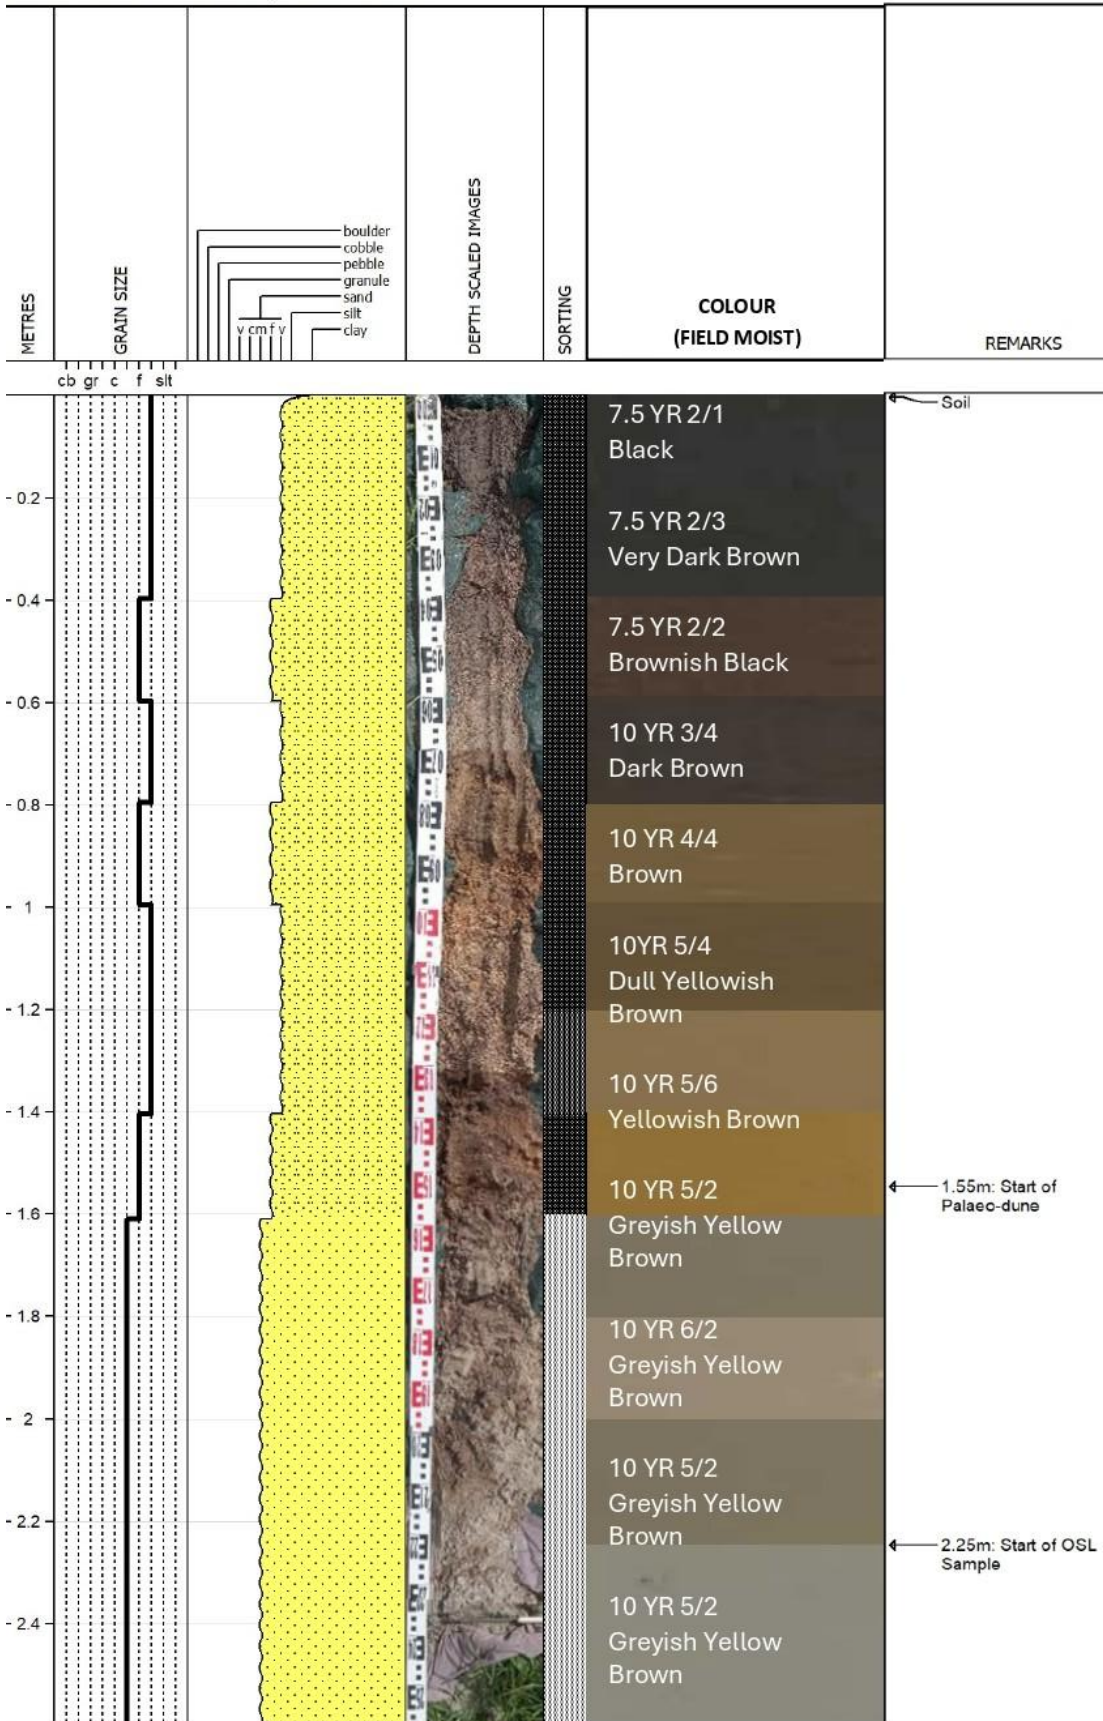 METRES
GRAIN SIZE
boulder
cobble
pebble
granule
sand
silt
clay
v c m f v
DEPTH SCALED IMAGES
SORTING
COLOUR
(FIELD MOIST)
REMARKS
cb gr c f slt
Soil
7.5 YR 2/1
Black
0.2
7.5 YR 2/3
Very Dark Brown
0.4
7.5 YR 2/2
Brownish Black
0.6
10 YR 3/4
Dark Brown
0.8
10 YR 4/4
Brown
1
10YR 5/4
Dull Yellowish
Brown
1.2
10 YR 5/6
Yellowish Brown
1.4
10 YR 5/2
Greyish Yellow
Brown
1.55m: Start of
Palaeo-dune
1.6
1.8
10 YR 6/2
Greyish Yellow
Brown
2
10 YR 5/2
Greyish Yellow
Brown
2.2
2.25m: Start of OSL
Sample
10 YR 5/2
Greyish Yellow
Brown
2.4